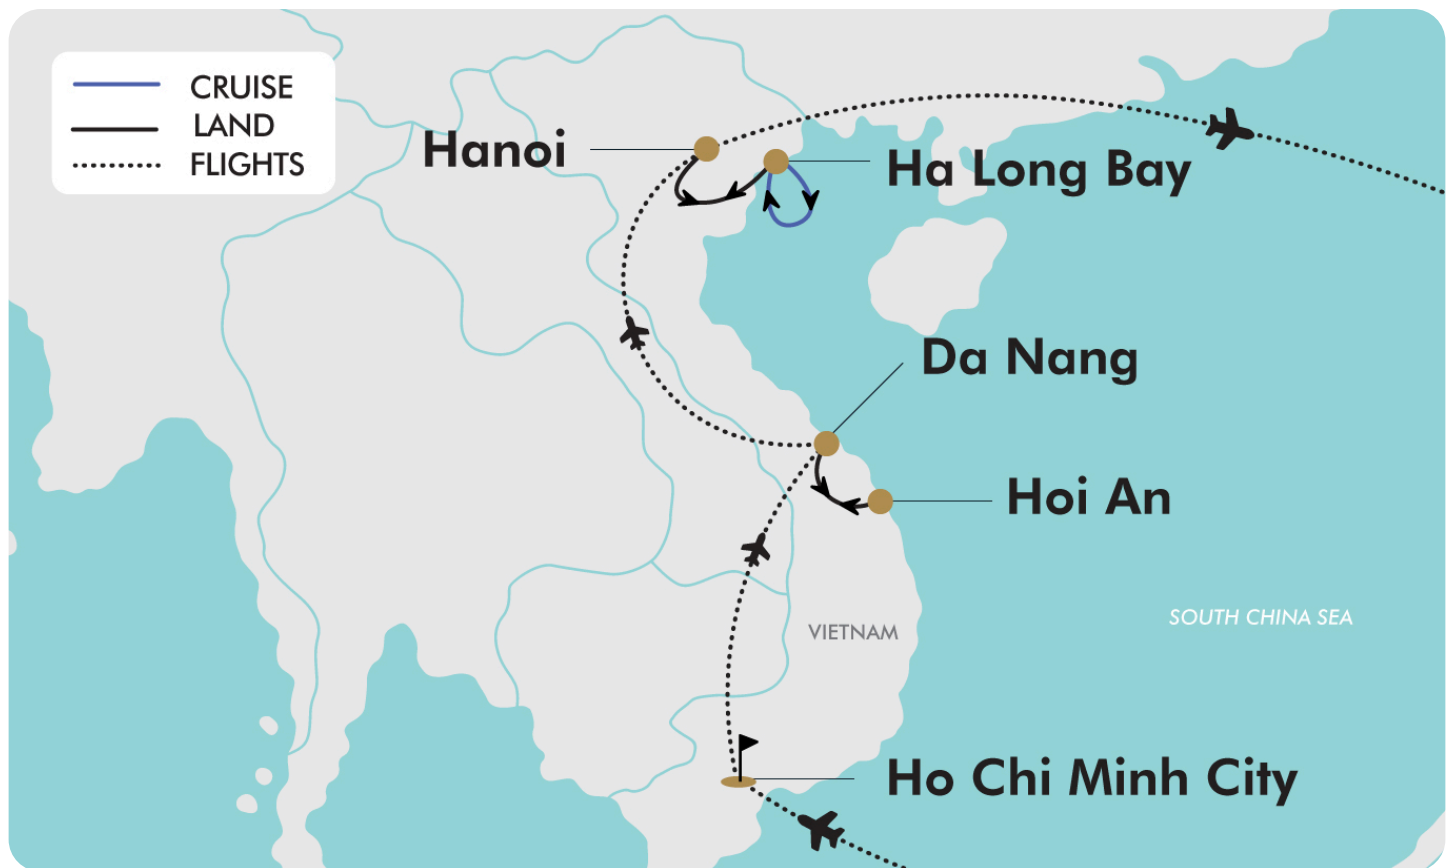 CRUISE
LAND
FLIGHTS
Hanoi
Ha Long Bay
Da Nang
Hoi An
SOUTH CHINA SEA
VIETNAM
Ho Chi Minh City